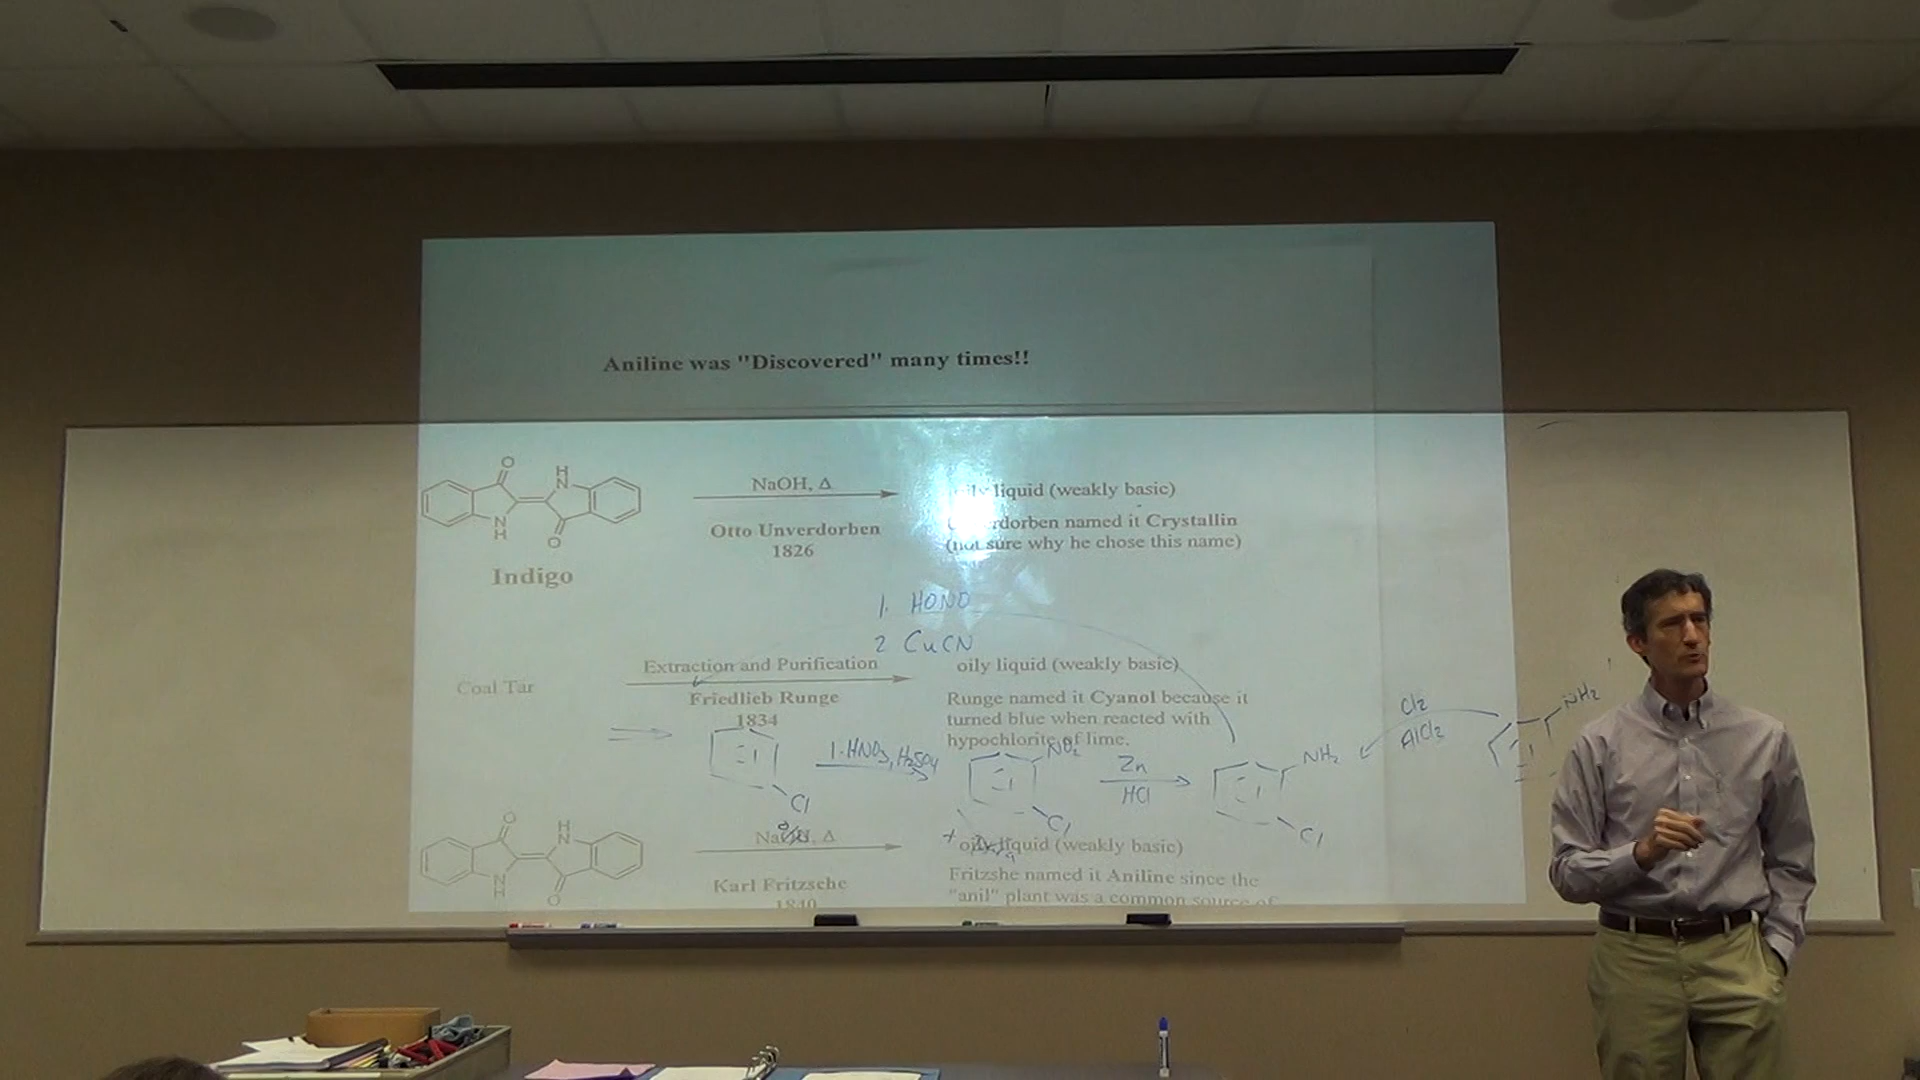 Aniline was "Discovered" many times!!
O
H
N
NaOH, Δ
liquid (weakly basic)
Otto Unverdorben
1826
named it Crystallin
(not sure why he chose this name)
N
H
O
Indigo
1. HONO
2 CuCN
Coal Tar
Extraction and Purification
Friedlieb Runge
1834
oily liquid (weakly basic)
Runge named it Cyanol because it
turned blue when reacted with
hypochlorite of lime.
Cl
1. HNO3, H2SO4
NO2
Cl
Zn
HCl
NH2
Cl
Cl2
AlCl3
NH2
O
H
N
Δ
liquid (weakly basic)
N
H
O
Karl Fritzsche
1840
Fritzshe named it Aniline since the
"anil" plant was a common source of